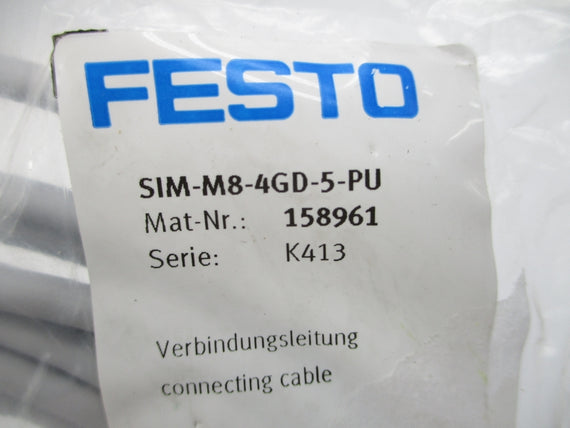 FESTO
SIM-M8-4GD-5-PU
Mat-Nr.: 158961
Serie: K413
Verbindungsleitung
connecting cable